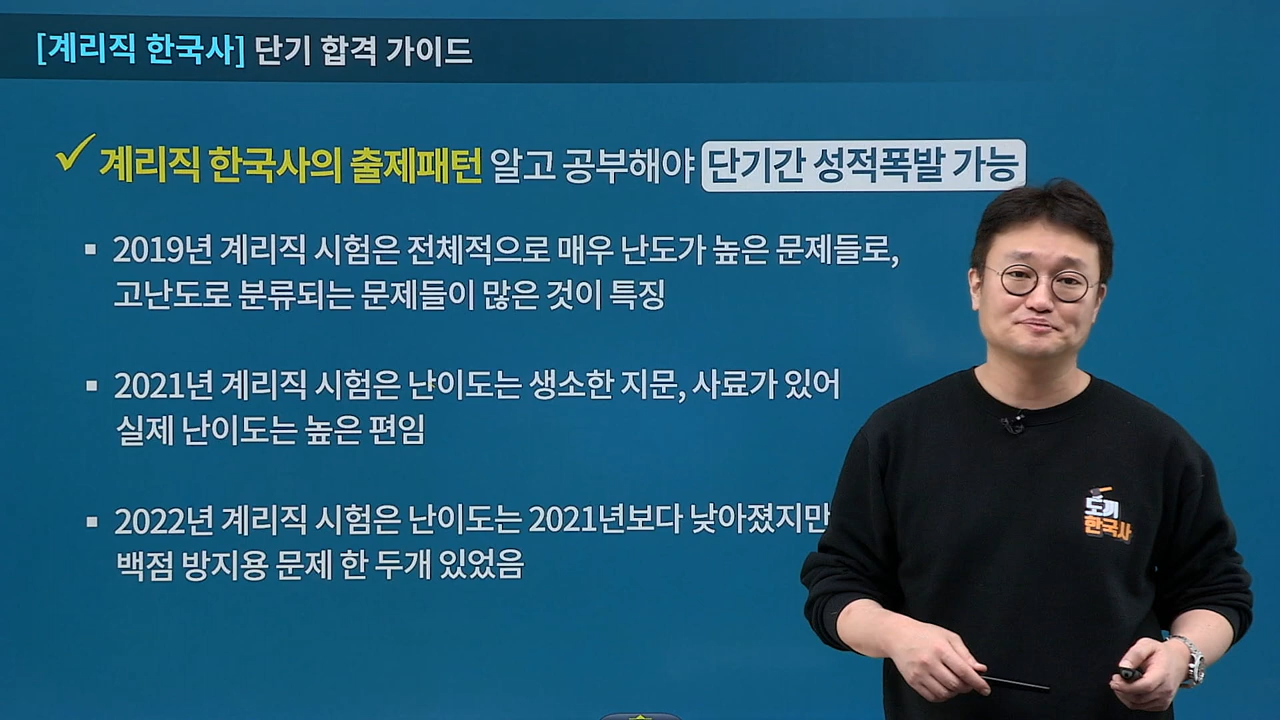 [계리직 한국사] 단기 합격 가이드
계리직 한국사의 출제패턴 알고 공부해야 단기간 성적폭발 가능
2019년 계리직 시험은 전체적으로 매우 난도가 높은 문제들로,
고난도로 분류되는 문제들이 많은 것이 특징
2021년 계리직 시험은 난이도는 생소한 지문, 사료가 있어
실제 난이도는 높은 편임
2022년 계리직 시험은 난이도는 2021년보다 낮아졌지만
백점 방지용 문제 한 두개 있었음
도끼
한국사